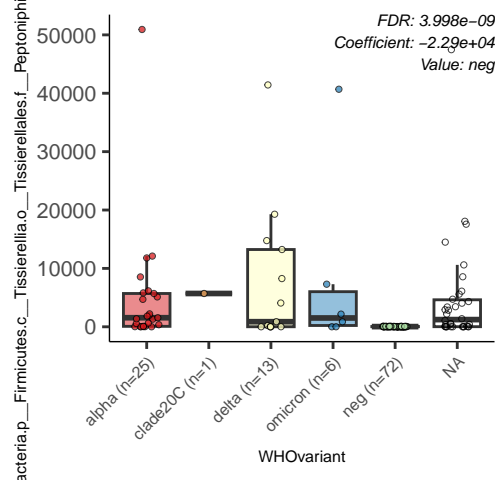 FDR: 3.998e−09
Coefficient: −2.29e+04
Value: neg
acteria.p__Firmicutes.c__Tissierellia.o__Tissierellales.f__Peptoniphi
50000
40000
30000
20000
10000
0
alpha (n=25)
clade20C (n=1)
delta (n=13)
omicron (n=6)
neg (n=72)
NA
WHOvariant